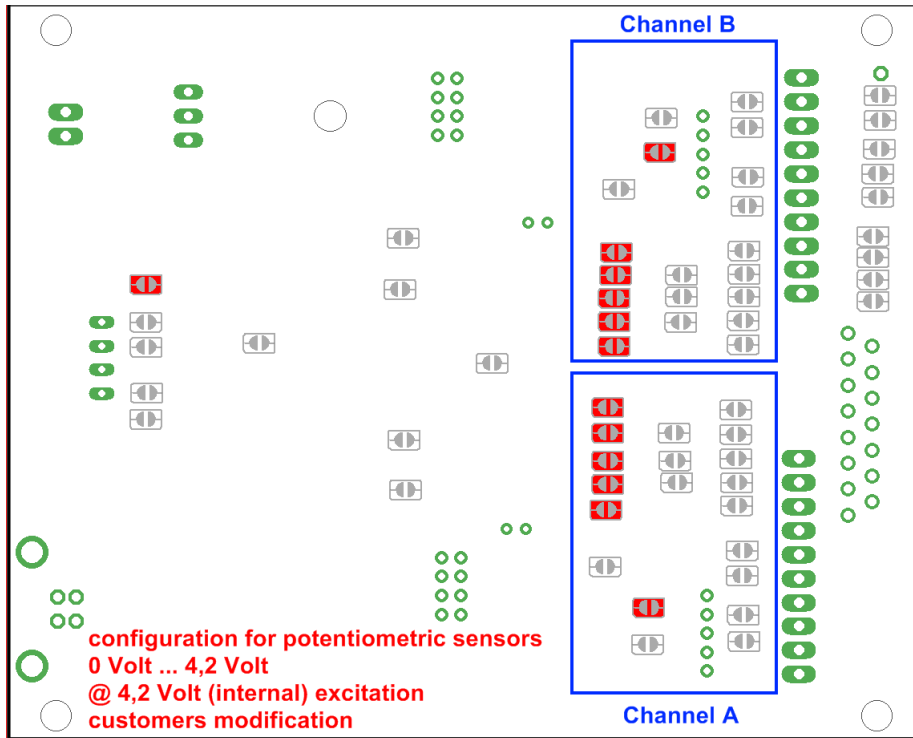 Channel B
configuration for potentiometric sensors
0 Volt ... 4,2 Volt
@ 4,2 Volt (internal) excitation
customers modification
Channel A